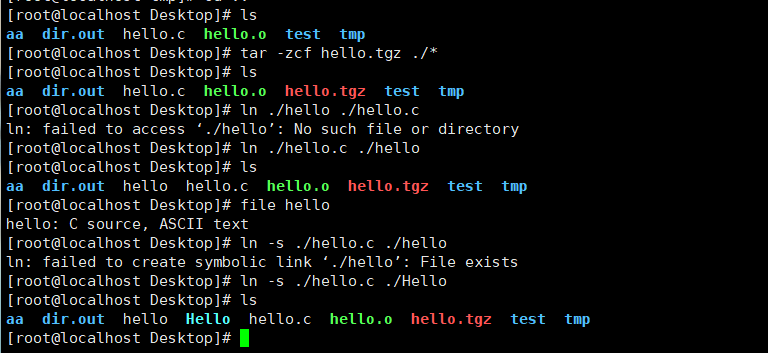 [root@localhost Desktop]# ls
aa  dir.out  hello.c  hello.o  test  tmp
[root@localhost Desktop]# tar -zcf hello.tgz ./*
[root@localhost Desktop]# ls
aa  dir.out  hello.c  hello.o  hello.tgz  test  tmp
[root@localhost Desktop]# ln ./hello ./hello.c
ln: failed to access ‘./hello’: No such file or directory
[root@localhost Desktop]# ln ./hello.c ./hello
[root@localhost Desktop]# ls
aa  dir.out  hello  hello.c  hello.o  hello.tgz  test  tmp
[root@localhost Desktop]# file hello
hello: C source, ASCII text
[root@localhost Desktop]# ln -s ./hello.c ./hello
ln: failed to create symbolic link ‘./hello’: File exists
[root@localhost Desktop]# ln -s ./hello.c ./Hello
[root@localhost Desktop]# ls
aa  dir.out  hello  Hello  hello.c  hello.o  hello.tgz  test  tmp
[root@localhost Desktop]#